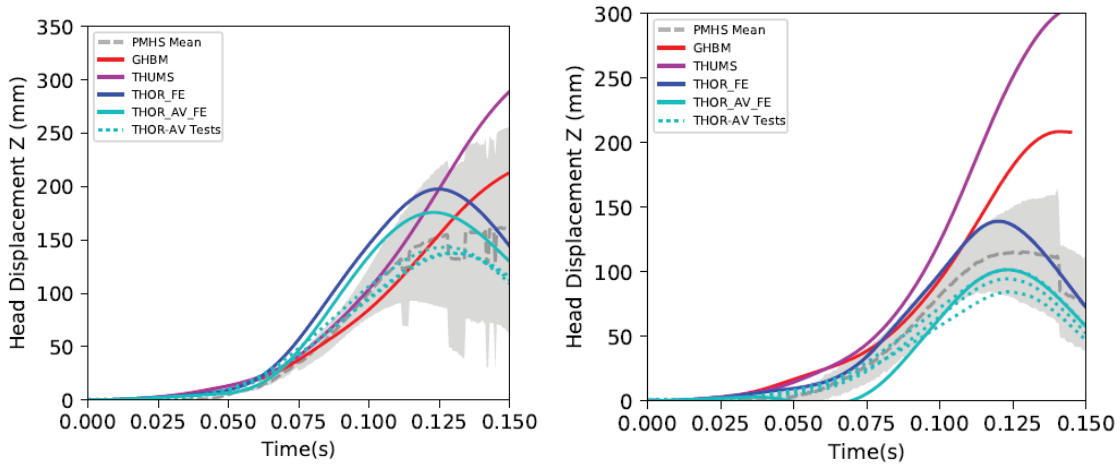 350
300
250
200
150
100
50
0
Head Displacement Z (mm)
PMHS Mean
GHBM
THUMS
THOR_FE
THOR_AV_FE
THOR-AV Tests
0.000 0.025 0.050 0.075 0.100 0.125 0.150
Time(s)
300
250
200
150
100
50
0
Head Displacement Z (mm)
PMHS Mean
GHBM
THUMS
THOR_FE
THOR_AV_FE
THOR-AV Tests
0.000 0.025 0.050 0.075 0.100 0.125 0.150
Time(s)